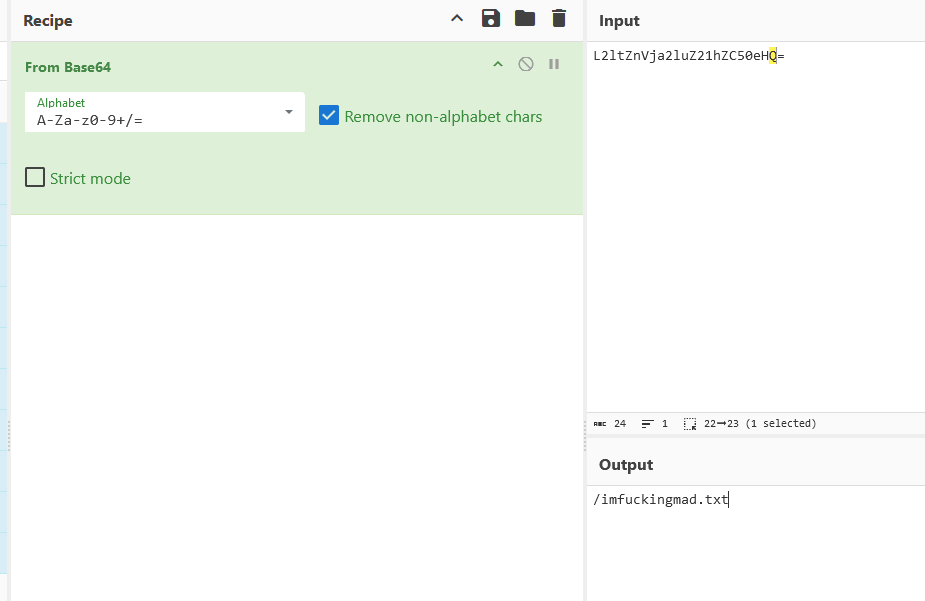 Recipe
From Base64
Alphabet
A-Za-z0-9+/=
Remove non-alphabet chars
Strict mode
Input
L2ltZnVja2luZ21hZC50eHQ=
ABC 24 1 22→23 (1 selected)
Output
/imfuckingmad.txt